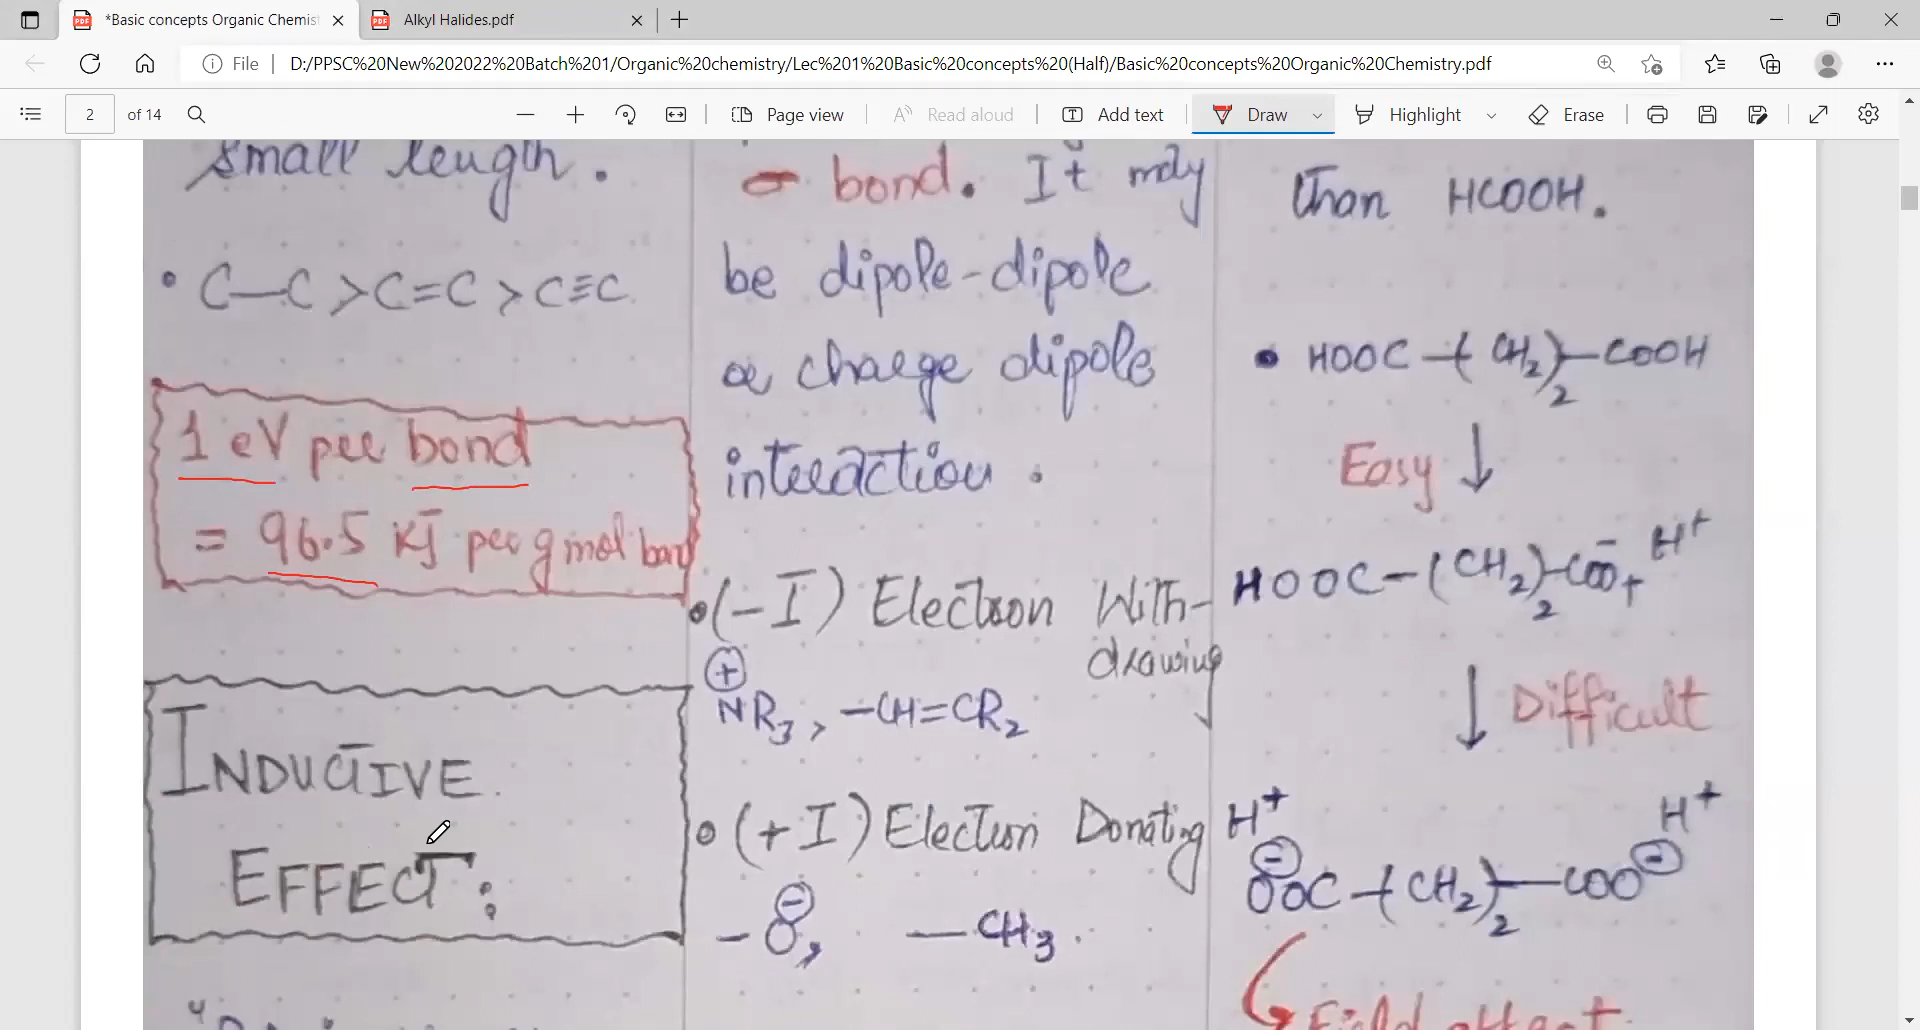 *Basic concepts Organic Chemist
Alkyl Halides.pdf
File
D:/PPSC%20New%202022%20Batch%201/Organic%20chemistry/Lec%201%20Basic%20concepts%20(Half)/Basic%20concepts%20Organic%20Chemistry.pdf
2 of 14
Page view
Read aloud
Add text
Draw
Highlight
Erase
small length.
• C—C > C=C > C≡C
1 eV per bond
= 96.5 KJ per g mol bond
INDUCTIVE
EFFECT:
σ bond. It may
be dipole-dipole
or charge dipole
interaction.
• (-I) Electron With-
drawing
⊕
NR3, —CH=CR2
• (+I) Electron Donating
⊖
-O, —CH3.
than HCOOH.
• HOOC—(CH2)2—COOH
Easy ↓
HOOC-(CH2)2-COO⁻ + H⁺
↓ Difficult
H⁺ H⁺
⊖OOC—(CH2)2—COO⊖
Field effect